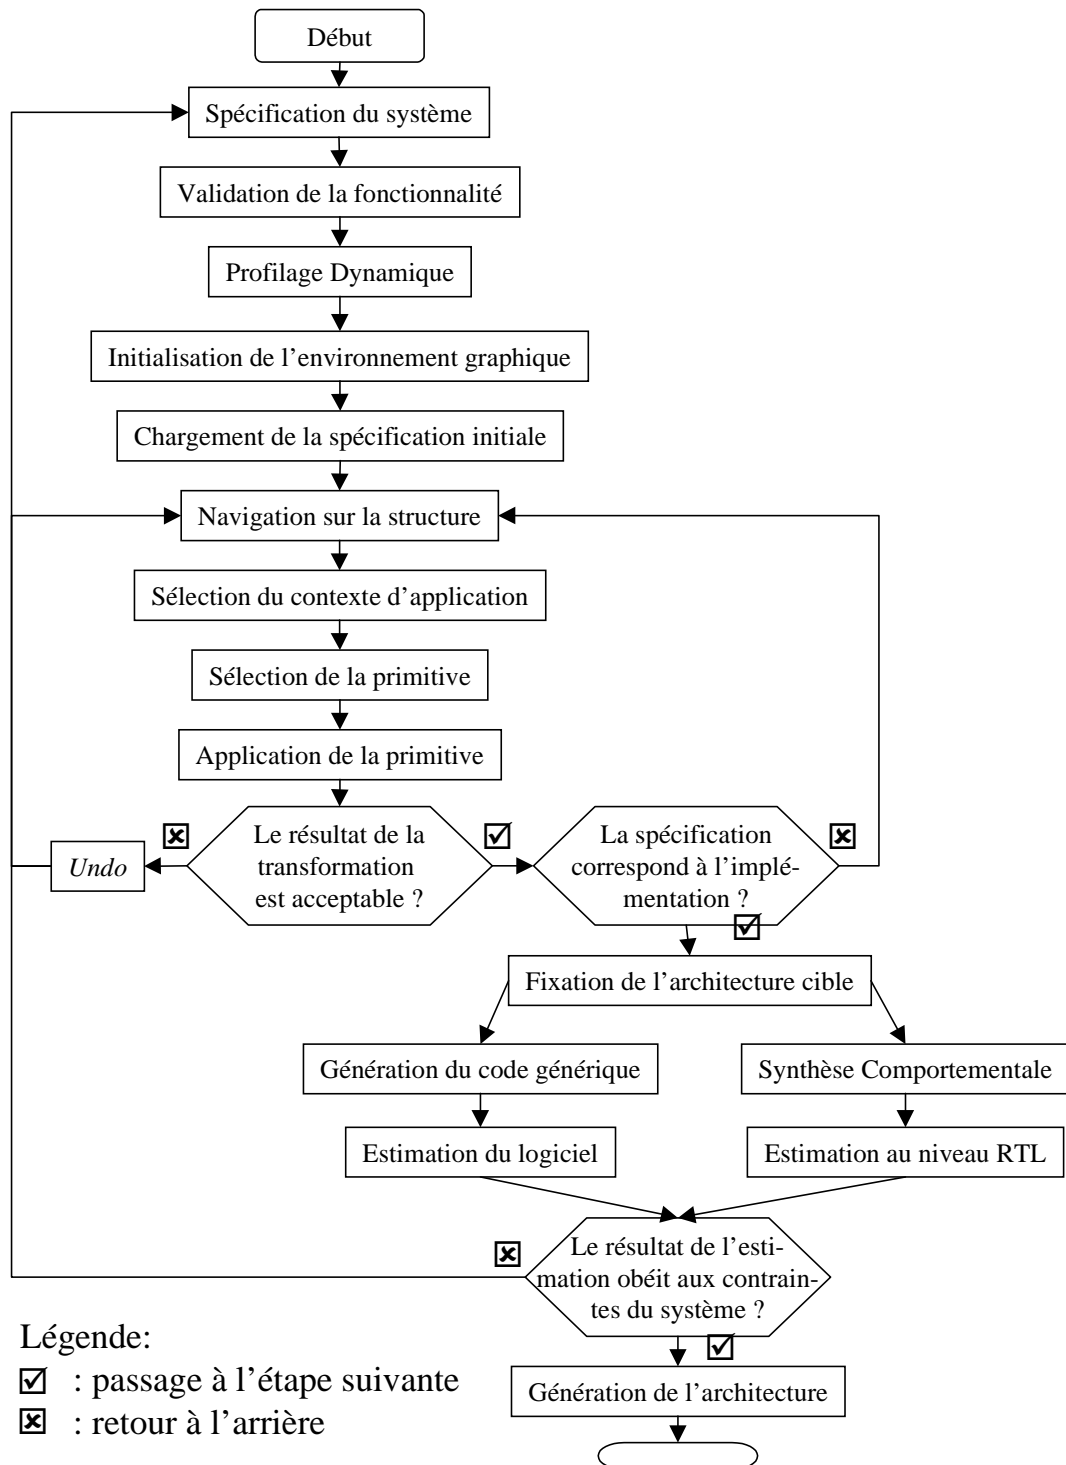 Début
Spécification du système
Validation de la fonctionnalité
Profilage Dynamique
Initialisation de l’environnement graphique
Chargement de la spécification initiale
Navigation sur la structure
Sélection du contexte d’application
Sélection de la primitive
Application de la primitive
Undo
Le résultat de la
transformation
est acceptable ?
La spécification
correspond à l’implé-
mentation ?
Fixation de l’architecture cible
Génération du code générique
Synthèse Comportementale
Estimation du logiciel
Estimation au niveau RTL
Le résultat de l’esti-
mation obéit aux contrain-
tes du système ?
Génération de l’architecture
Légende:
☑ : passage à l’étape suivante
☒ : retour à l’arrière